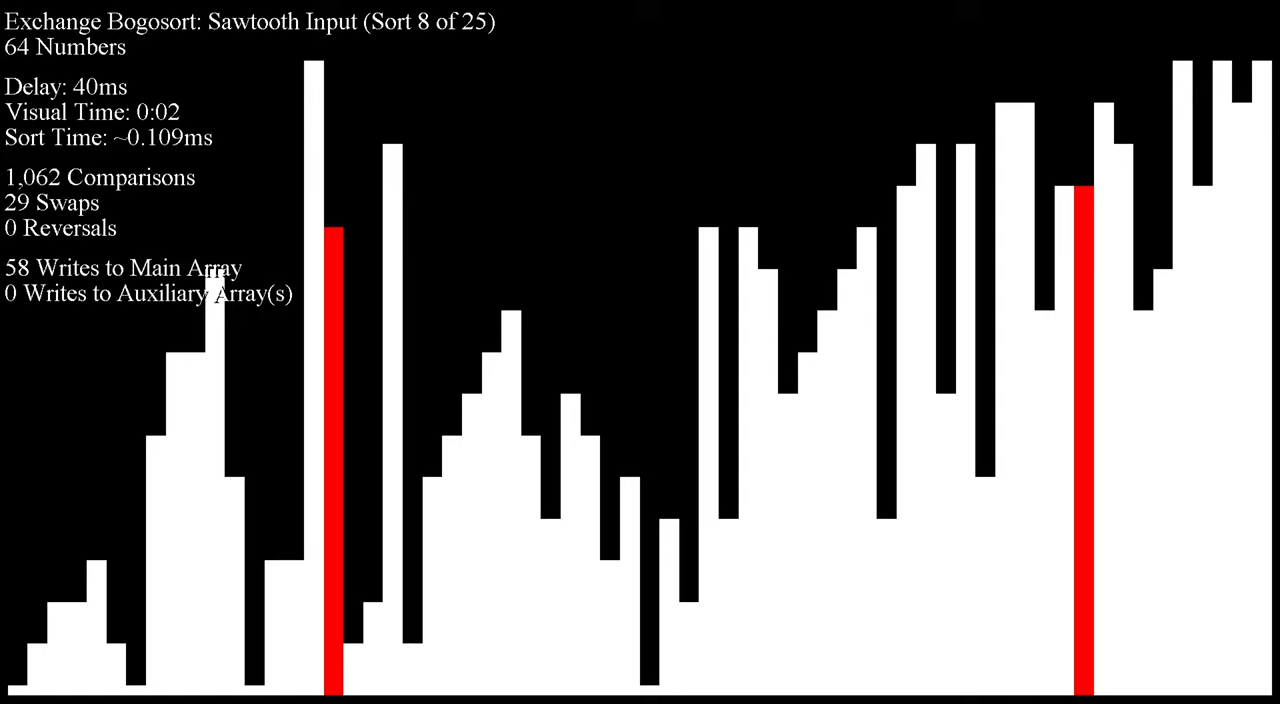 Exchange Bogosort: Sawtooth Input (Sort 8 of 25)
64 Numbers
Delay: 40ms
Visual Time: 0:02
Sort Time: ~0.109ms
1,062 Comparisons
29 Swaps
0 Reversals
58 Writes to Main Array
0 Writes to Auxiliary Array(s)